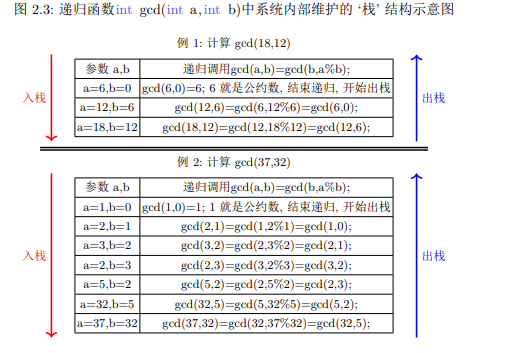 图 2.3: 递归函数int gcd(int a,int b)中系统内部维护的 ‘栈’ 结构示意图
例 1: 计算 gcd(18,12)
参数 a,b 递归调用gcd(a,b)=gcd(b,a%b);
a=6,b=0 gcd(6,0)=6; 6 就是公约数, 结束递归, 开始出栈
入栈
出栈
a=12,b=6 gcd(12,6)=gcd(6,12%6)=gcd(6,0);
a=18,b=12 gcd(18,12)=gcd(12,18%12)=gcd(12,6);
例 2: 计算 gcd(37,32)
参数 a,b 递归调用gcd(a,b)=gcd(b,a%b);
a=1,b=0 gcd(1,0)=1; 1 就是公约数, 结束递归, 开始出栈
a=2,b=1 gcd(2,1)=gcd(1,2%1)=gcd(1,0);
a=3,b=2 gcd(3,2)=gcd(2,3%2)=gcd(2,1);
入栈
出栈
a=2,b=3 gcd(2,3)=gcd(3,2%3)=gcd(3,2);
a=5,b=2 gcd(5,2)=gcd(2,5%2)=gcd(2,3);
a=32,b=5 gcd(32,5)=gcd(5,32%5)=gcd(5,2);
a=37,b=32 gcd(37,32)=gcd(32,37%32)=gcd(32,5);